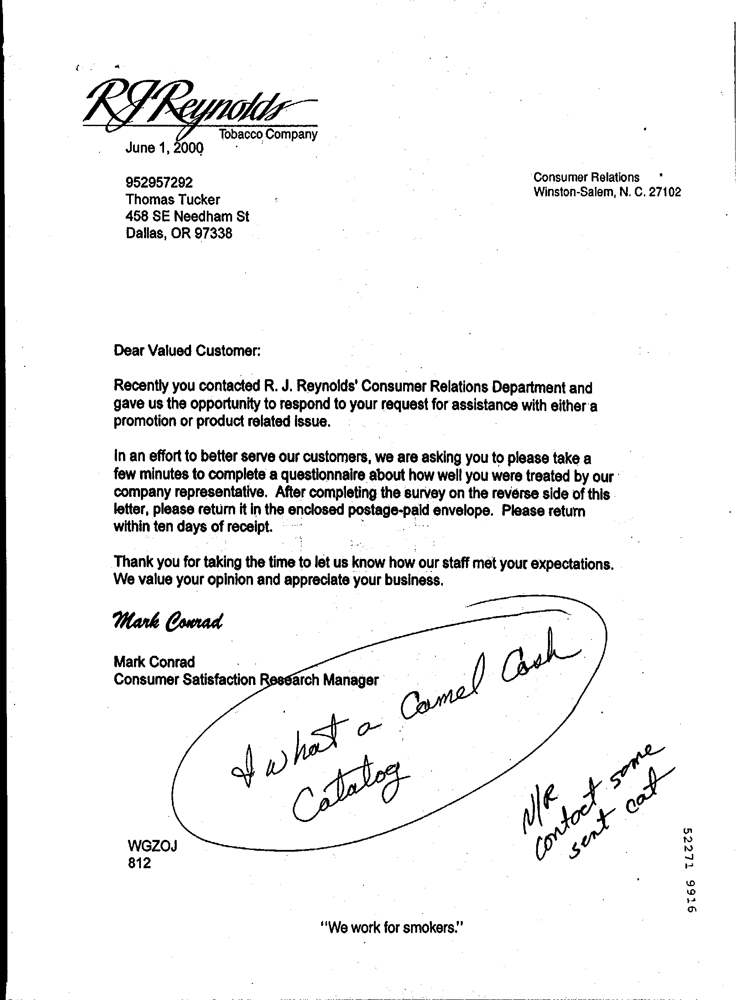 RJReynolds
Tobacco Company
June 1, 2000
952957292
Thomas Tucker
458 SE Needham St
Dallas, OR 97338
Consumer Relations
Winston-Salem, N. C. 27102
Dear Valued Customer:
Recently you contacted R. J. Reynolds' Consumer Relations Department and
gave us the opportunity to respond to your request for assistance with either a
promotion or product related issue.
In an effort to better serve our customers, we are asking you to please take a
few minutes to complete a questionnaire about how well you were treated by our
company representative. After completing the survey on the reverse side of this
letter, please return it in the enclosed postage-paid envelope. Please return
within ten days of receipt.
Thank you for taking the time to let us know how our staff met your expectations.
We value your opinion and appreciate your business.
Mark Conrad
Mark Conrad
Consumer Satisfaction Research Manager
I what a Camel Cash
Catalog
N/R
contact same
sent cat
WGZOJ
812
52271 9916
"We work for smokers."